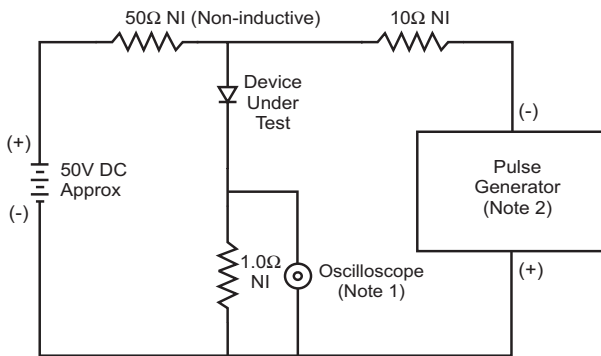 50Ω NI (Non-inductive)
10Ω NI
Device
Under
Test
(+)
50V DC
Approx
(-)
(-)
Pulse
Generator
(Note 2)
(+)
1.0Ω
NI
Oscilloscope
(Note 1)